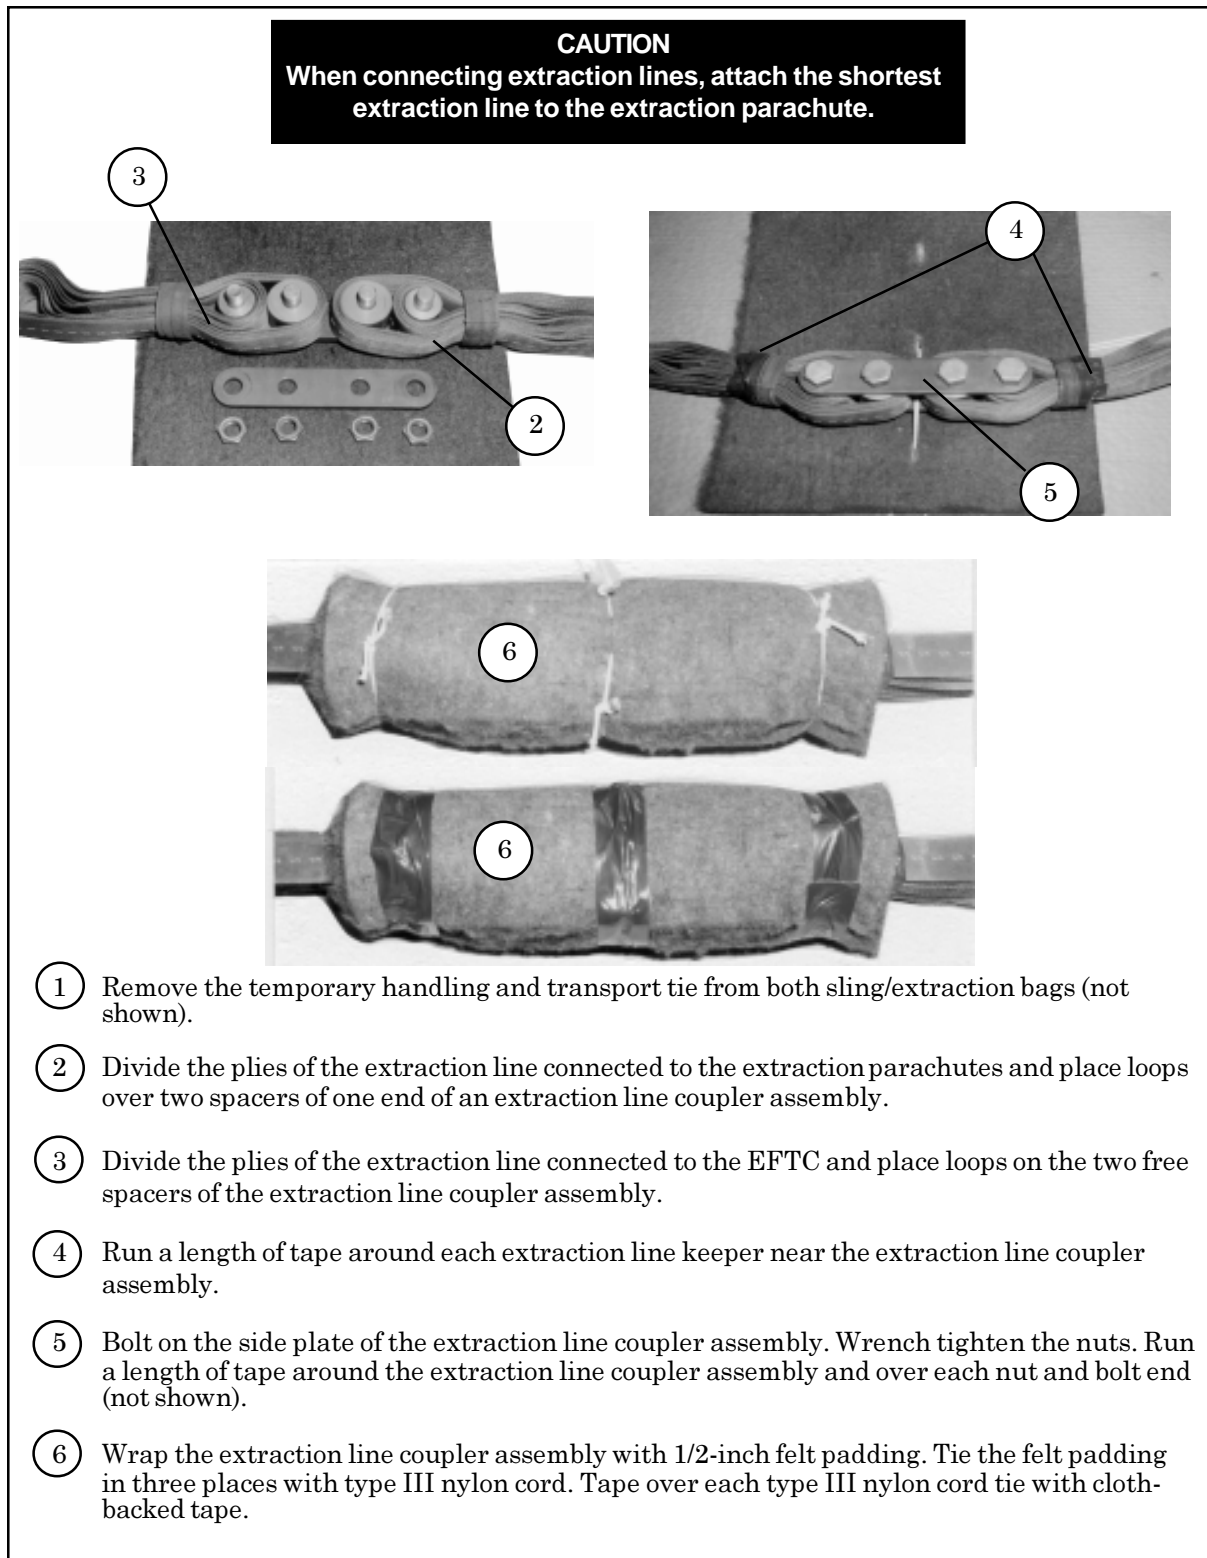 CAUTION
When connecting extraction lines, attach the shortest
extraction line to the extraction parachute.
3
4
2
5
6
6
1 Remove the temporary handling and transport tie from both sling/extraction bags (not
shown).
2 Divide the plies of the extraction line connected to the extraction parachutes and place loops
over two spacers of one end of an extraction line coupler assembly.
3 Divide the plies of the extraction line connected to the EFTC and place loops on the two free
spacers of the extraction line coupler assembly.
4 Run a length of tape around each extraction line keeper near the extraction line coupler
assembly.
5 Bolt on the side plate of the extraction line coupler assembly. Wrench tighten the nuts. Run
a length of tape around the extraction line coupler assembly and over each nut and bolt end
(not shown).
6 Wrap the extraction line coupler assembly with 1/2-inch felt padding. Tie the felt padding
in three places with type III nylon cord. Tape over each type III nylon cord tie with cloth-
backed tape.